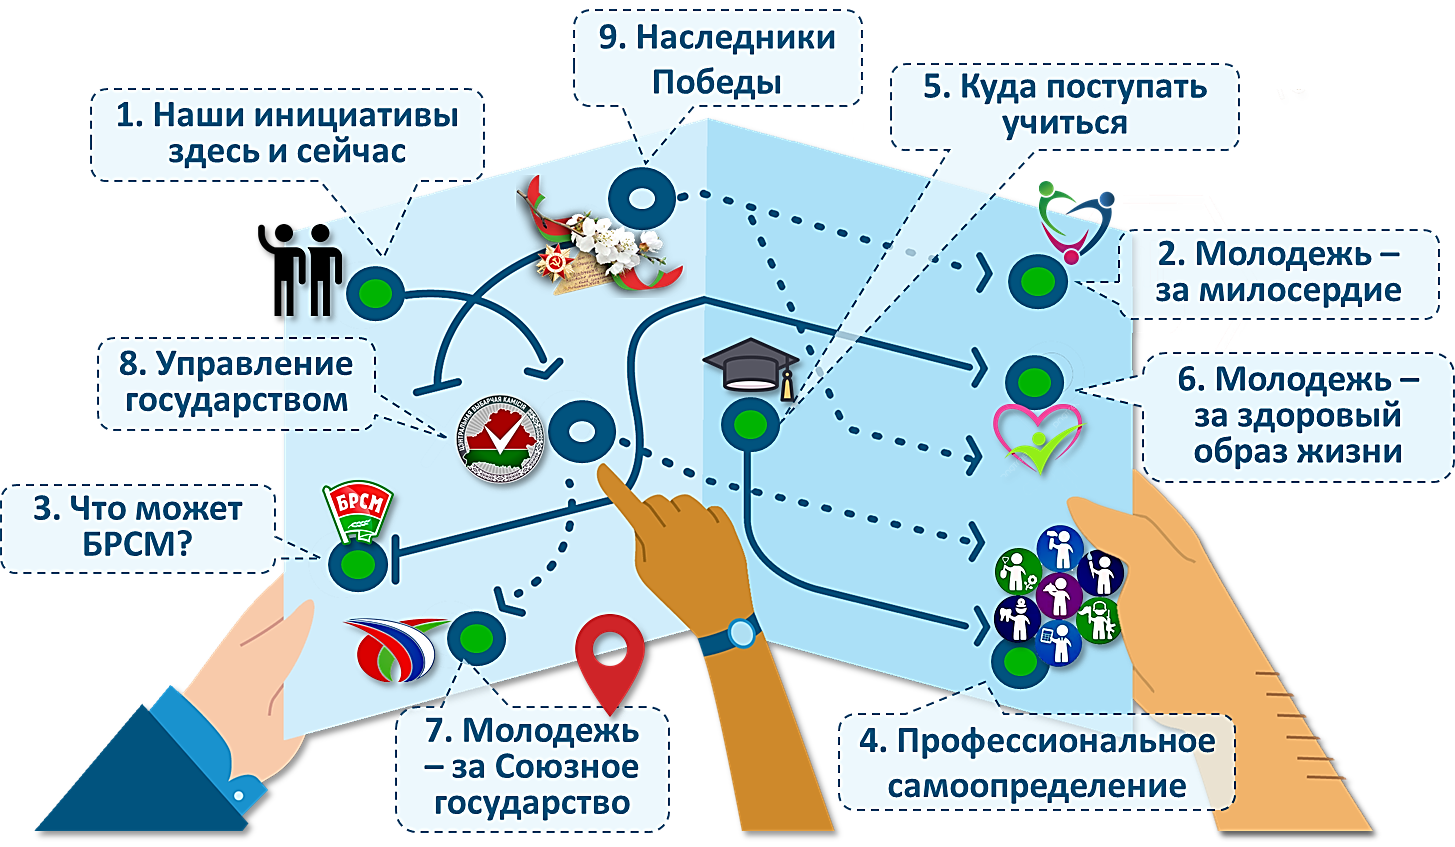 9. Наследники
Победы
5. Куда поступать
учиться
1. Наши инициативы
здесь и сейчас
2. Молодежь –
за милосердие
8. Управление
государством
6. Молодежь –
за здоровый
образ жизни
3. Что может
БРСМ?
БРСМ
7. Молодежь
– за Союзное
государство
4. Профессиональное
самоопределение